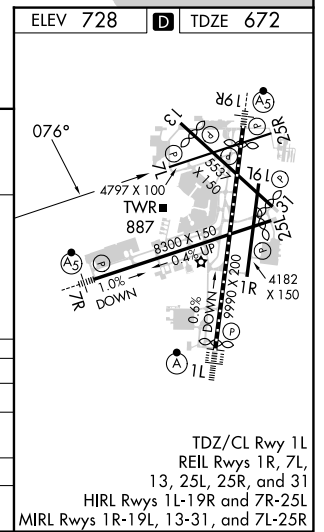 ELEV 728 D TDZE 672
076°
19R
A5
P
13
P
25R
P
P
7L
5537 X 150
19L
4797 X 100
TWR
887
31
25L
P
8300 X 150
0.4% UP
A5
P
1R
4182 X 150
7R
1.0% DOWN
0.6% DOWN
9990 X 200
P
A
1L
TDZ/CL Rwy 1L
REIL Rwys 1R, 7L,
13, 25L, 25R, and 31
HIRL Rwys 1L-19R and 7R-25L
MIRL Rwys 1R-19L, 13-31, and 7L-25R